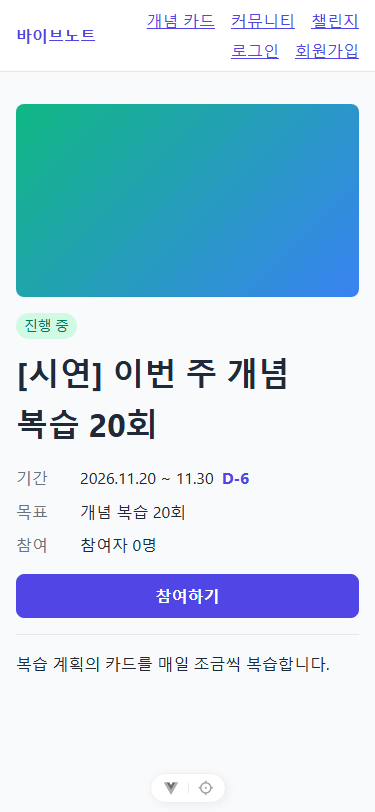 바이브노트
개념 카드 커뮤니티 챌린지
로그인 회원가입
진행 중
[시연] 이번 주 개념
복습 20회
기간 2026.11.20 ~ 11.30 D-6
목표 개념 복습 20회
참여 참여자 0명
참여하기
복습 계획의 카드를 매일 조금씩 복습합니다.